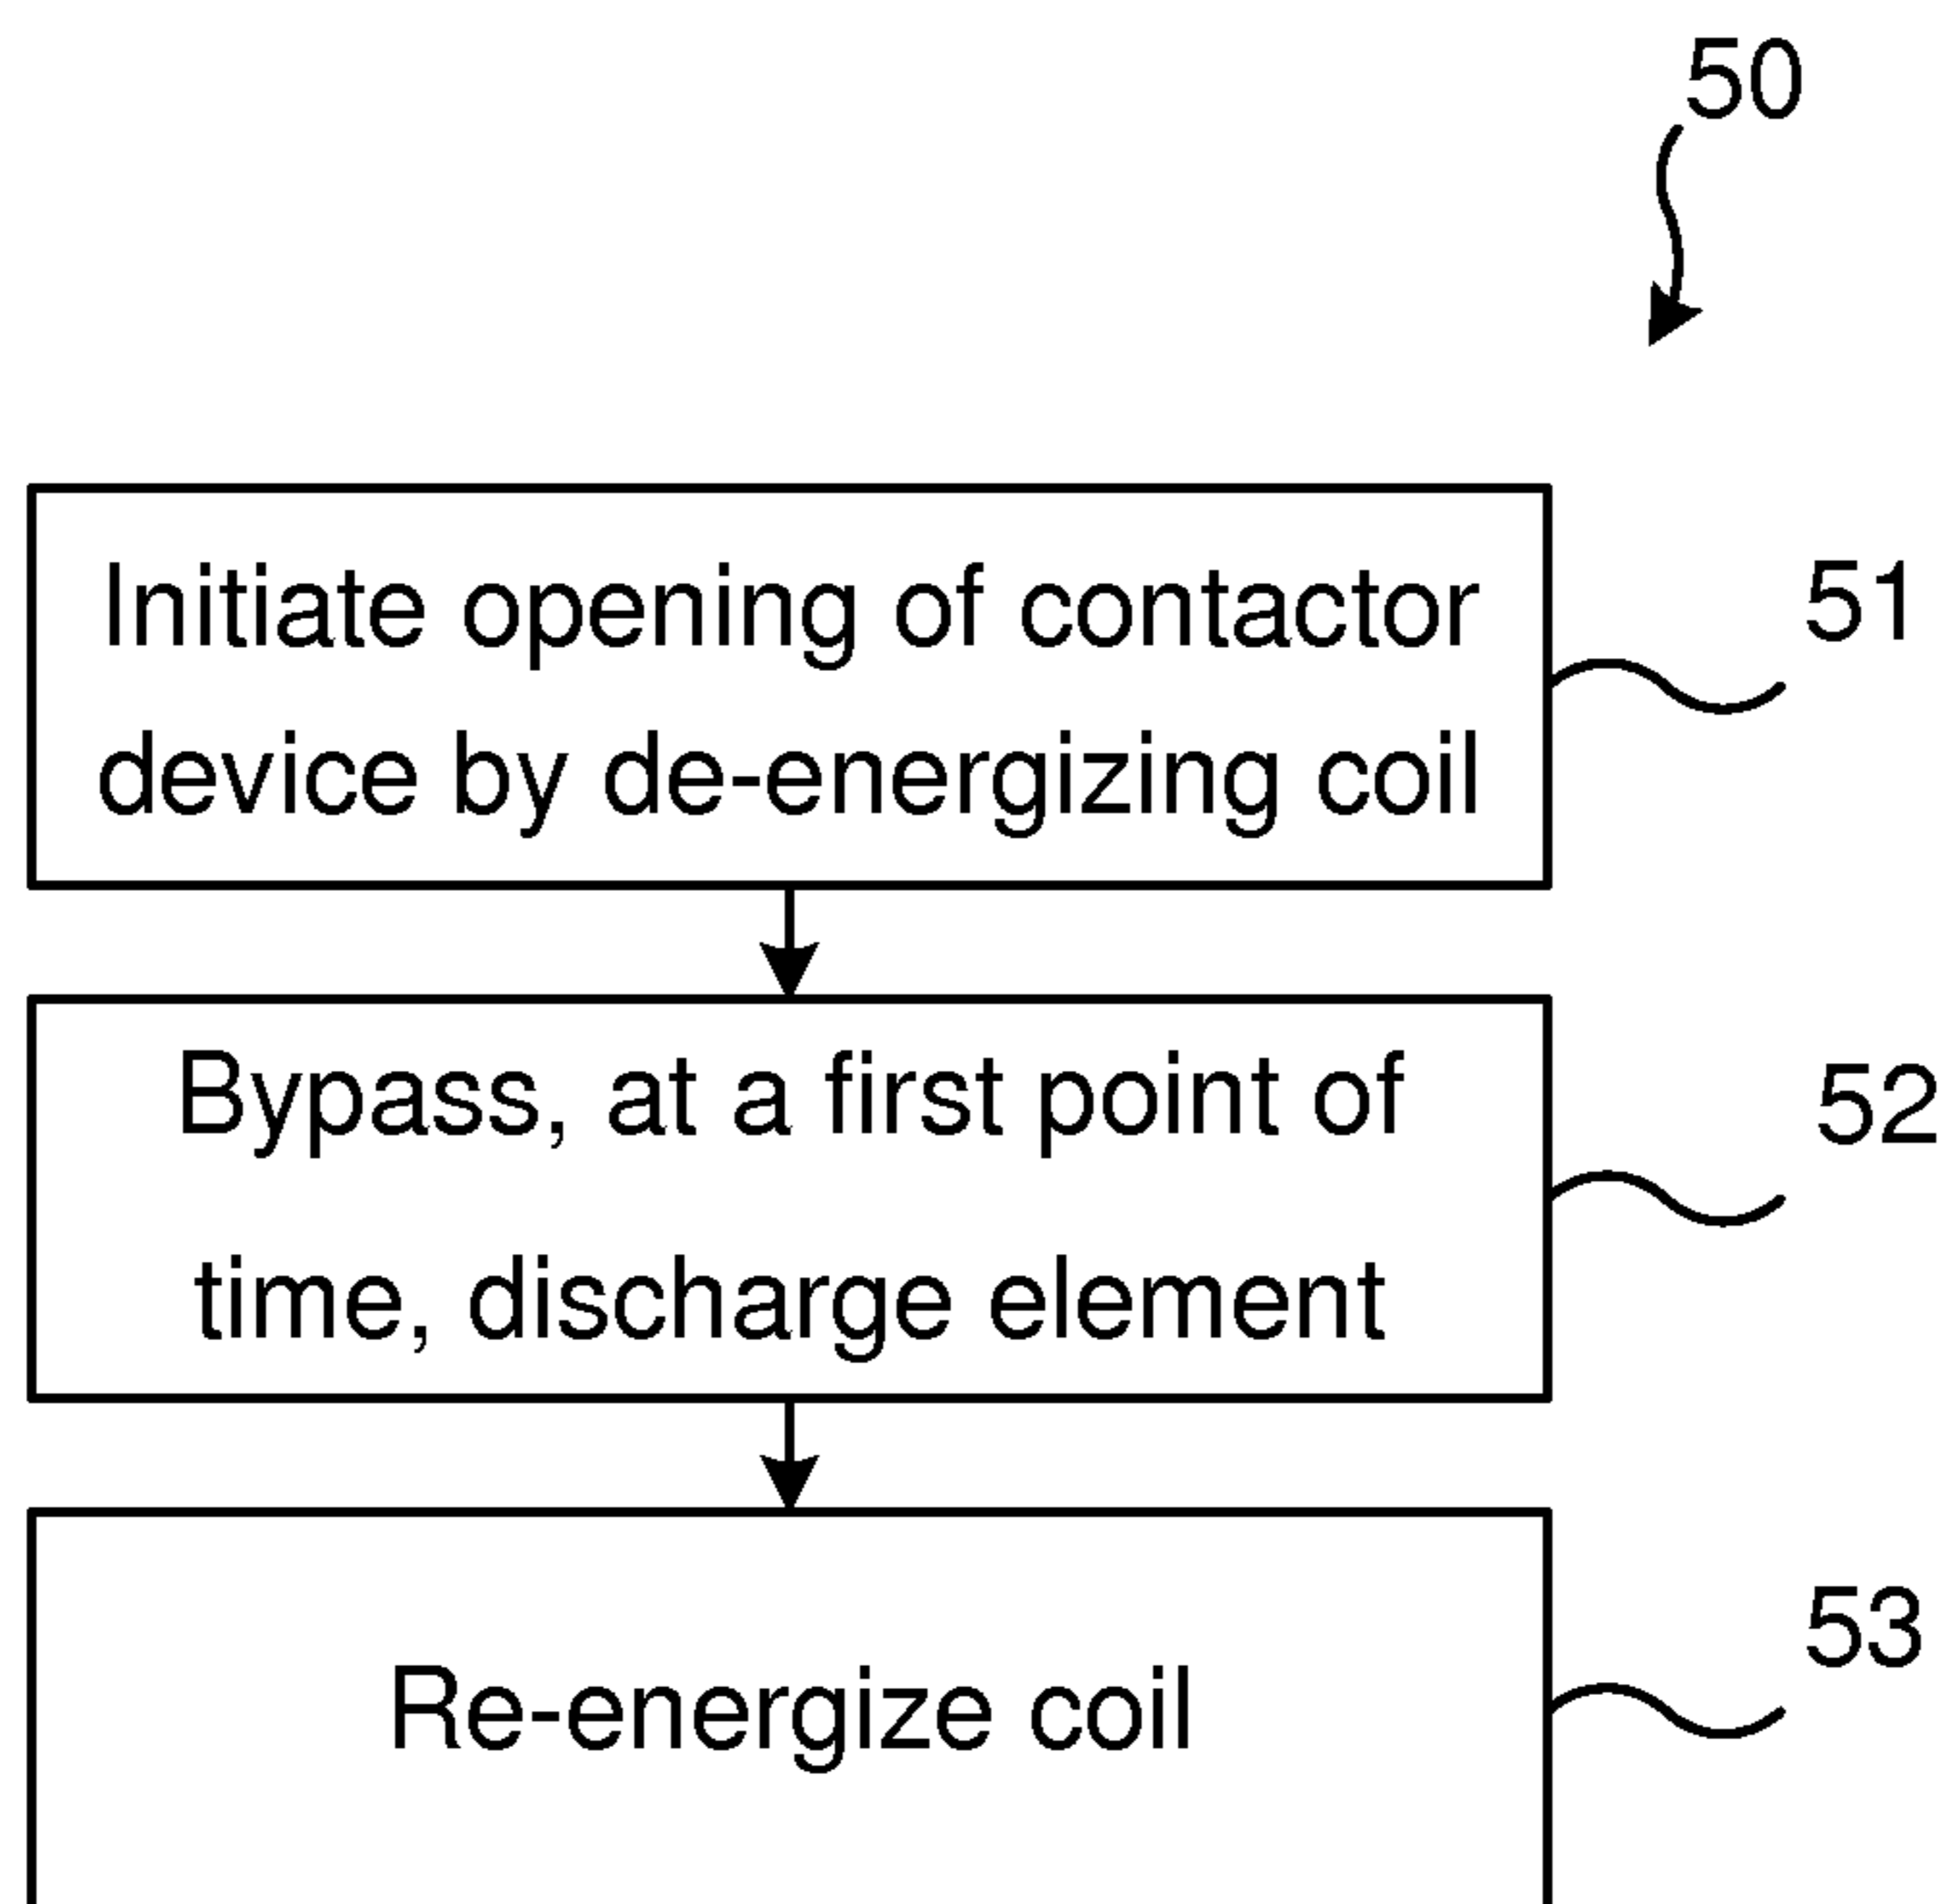 50
Initiate opening of contactor
device by de-energizing coil
51
Bypass, at a first point of
time, discharge element
52
Re-energize coil
53